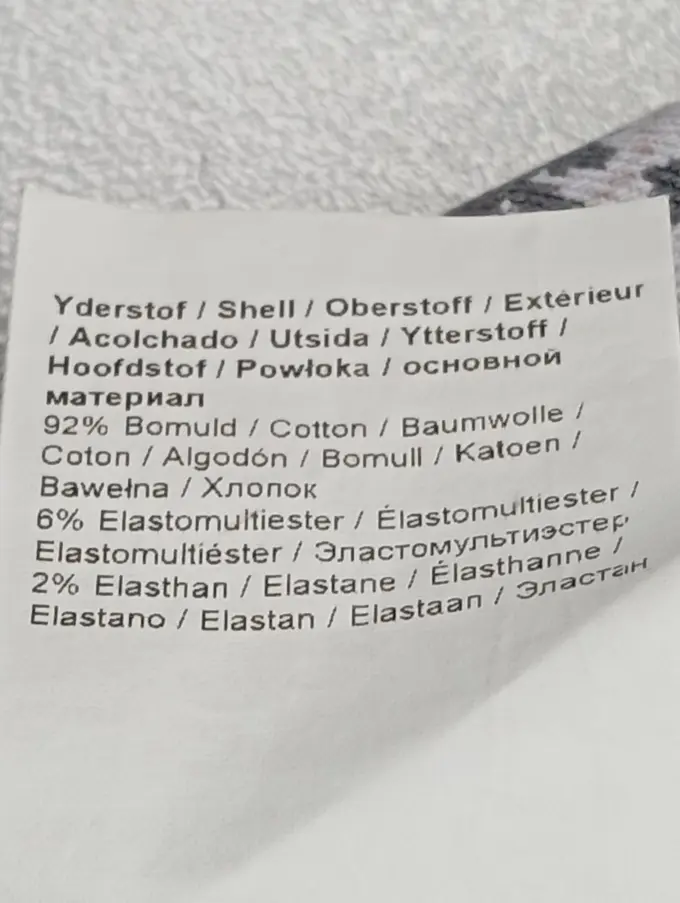 Yderstof / Shell / Oberstoff / Extérieur
/ Acolchado / Utsida / Ytterstoff /
Hoofdstof / Powłoka / основной
материал
92% Bomuld / Cotton / Baumwolle /
Coton / Algodón / Bomull / Katoen /
Bawełna / Хлопок
6% Elastomultiester / Élastomultiester /
Elastomultiéster / Эластомультиэстер
2% Elasthan / Elastane / Élasthanne /
Elastano / Elastan / Elastaan / Эластан